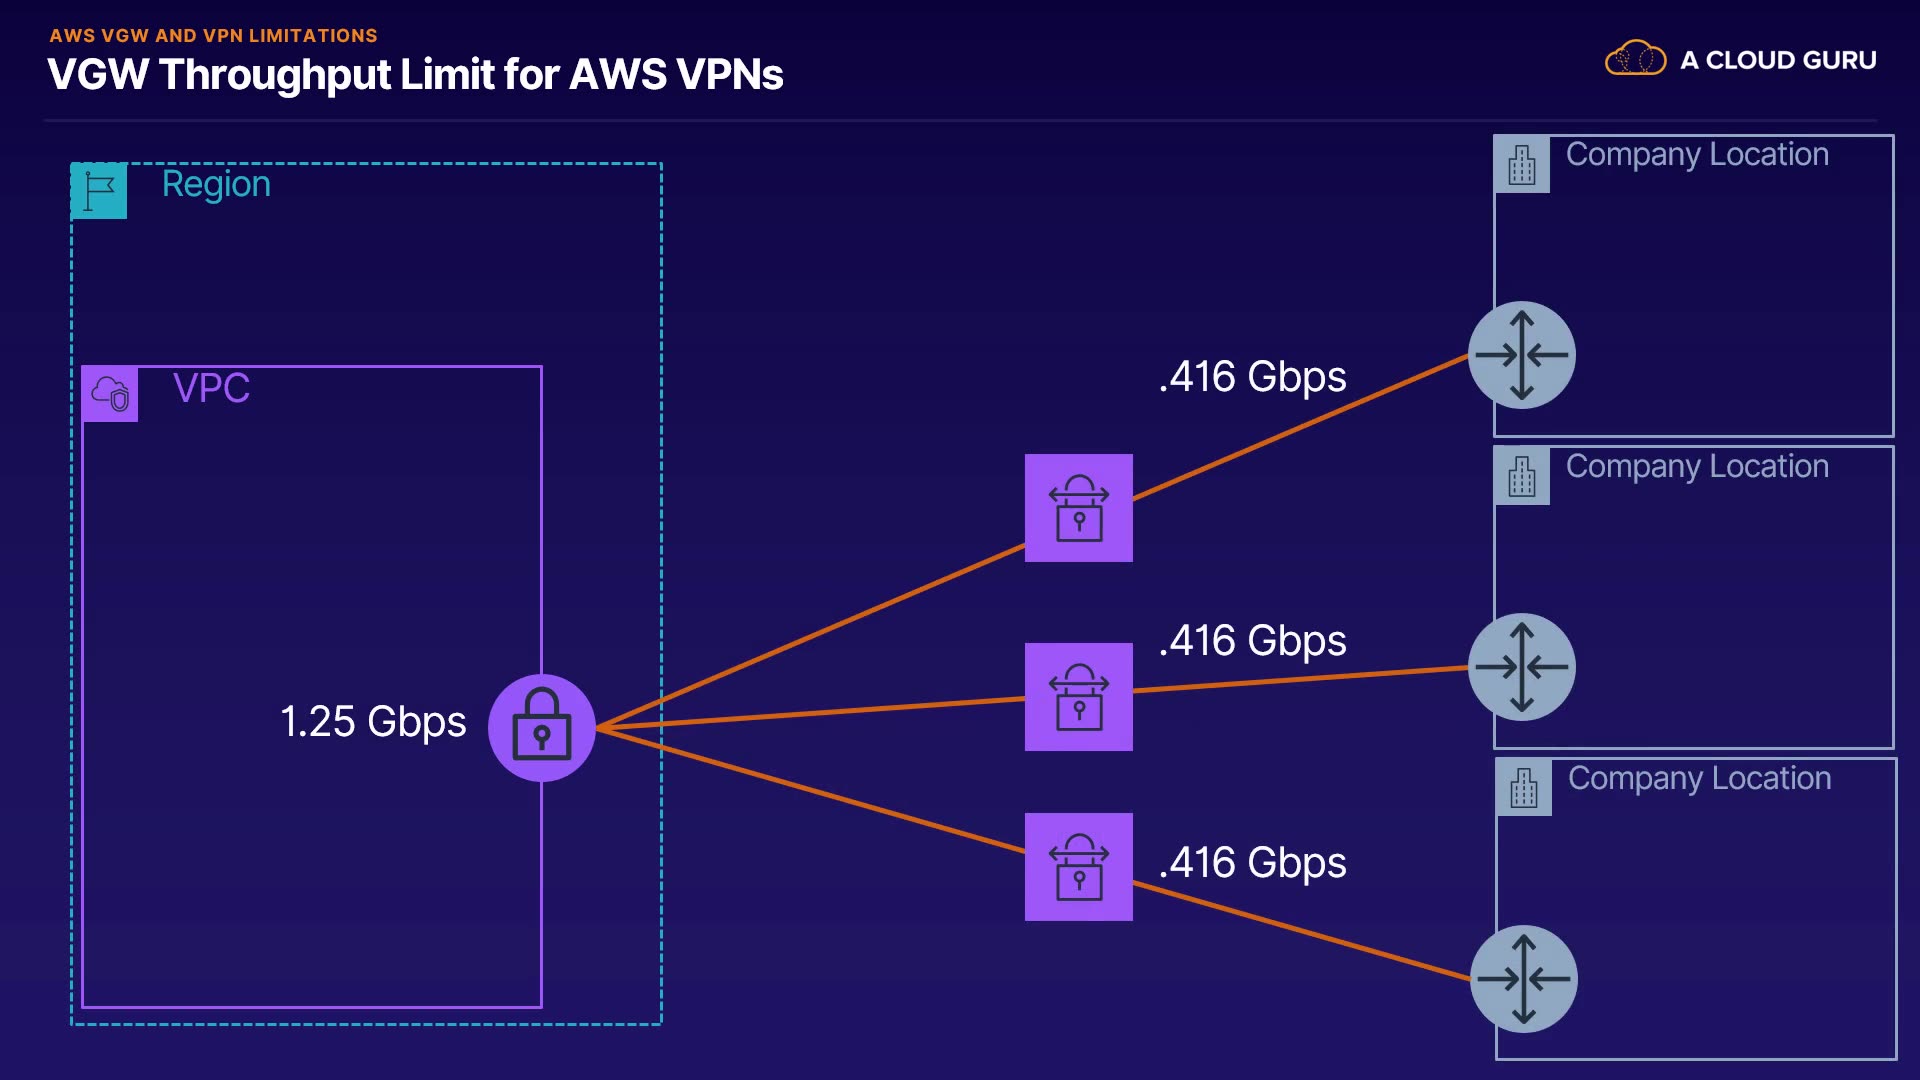 AWS VGW AND VPN LIMITATIONS
VGW Throughput Limit for AWS VPNs
A CLOUD GURU
Region
VPC
1.25 Gbps
.416 Gbps
.416 Gbps
.416 Gbps
Company Location
Company Location
Company Location